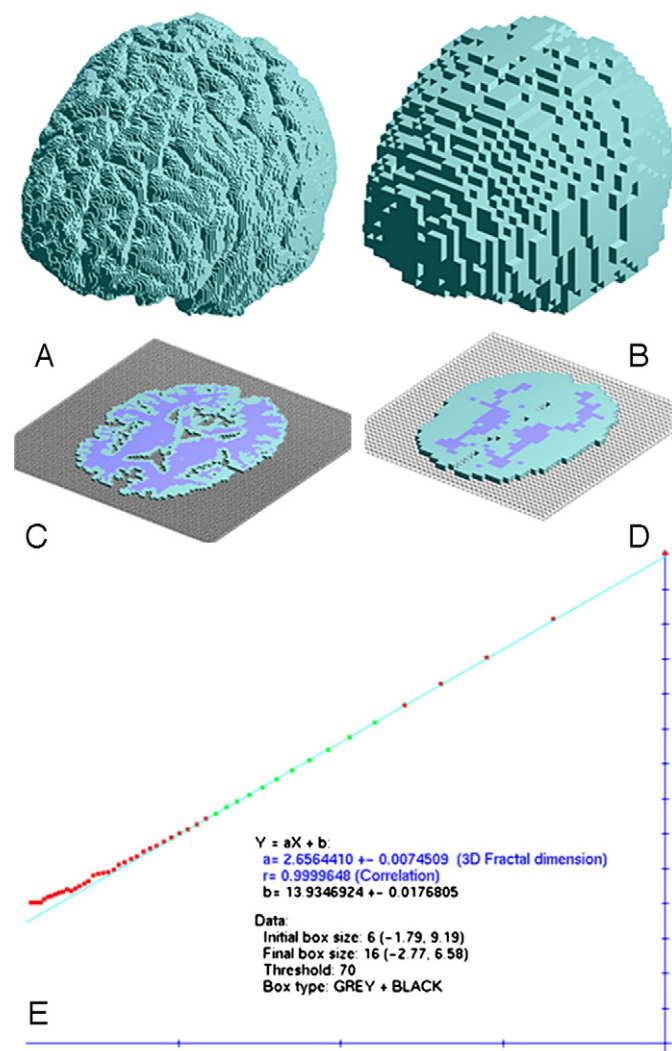 A
B
C
D
Y = aX + b:
a= 2.6564410 +- 0.0074509 (3D Fractal dimension)
r= 0.9999648 (Correlation)
b= 13.9346924 +- 0.0176805
Data:
Initial box size: 6 (-1.79, 9.19)
Final box size: 16 (-2.77, 6.58)
Threshold: 70
Box type: GREY + BLACK
E